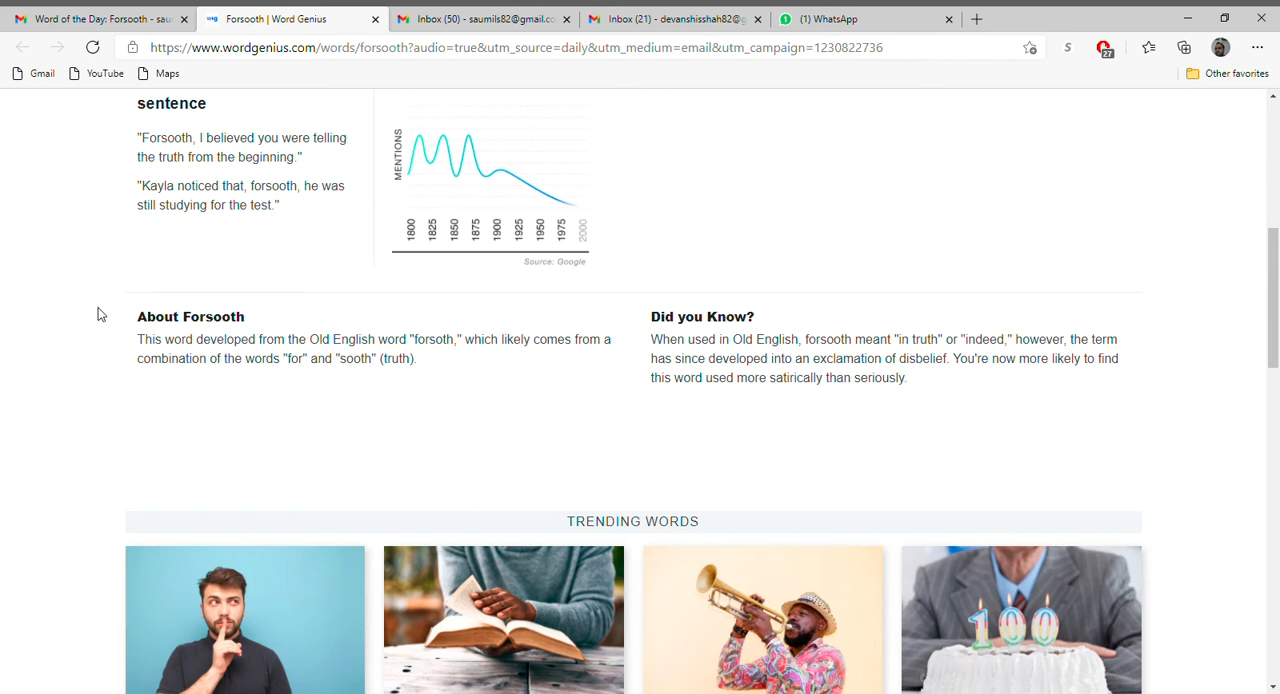 Word of the Day: Forsooth - sau
Forsooth | Word Genius
Inbox (50) - saumils82@gmail.co
Inbox (21) - devanshisshah82@g
(1) WhatsApp
https://www.wordgenius.com/words/forsooth?audio=true&utm_source=daily&utm_medium=email&utm_campaign=1230822736
S
27
Gmail
YouTube
Maps
Other favorites
sentence
"Forsooth, I believed you were telling
the truth from the beginning."
"Kayla noticed that, forsooth, he was
still studying for the test."
MENTIONS
1800
1825
1850
1875
1900
1925
1950
1975
2000
Source: Google
About Forsooth
This word developed from the Old English word "forsoth," which likely comes from a
combination of the words "for" and "sooth" (truth).
Did you Know?
When used in Old English, forsooth meant "in truth" or "indeed," however, the term
has since developed into an exclamation of disbelief. You're now more likely to find
this word used more satirically than seriously.
TRENDING WORDS
100